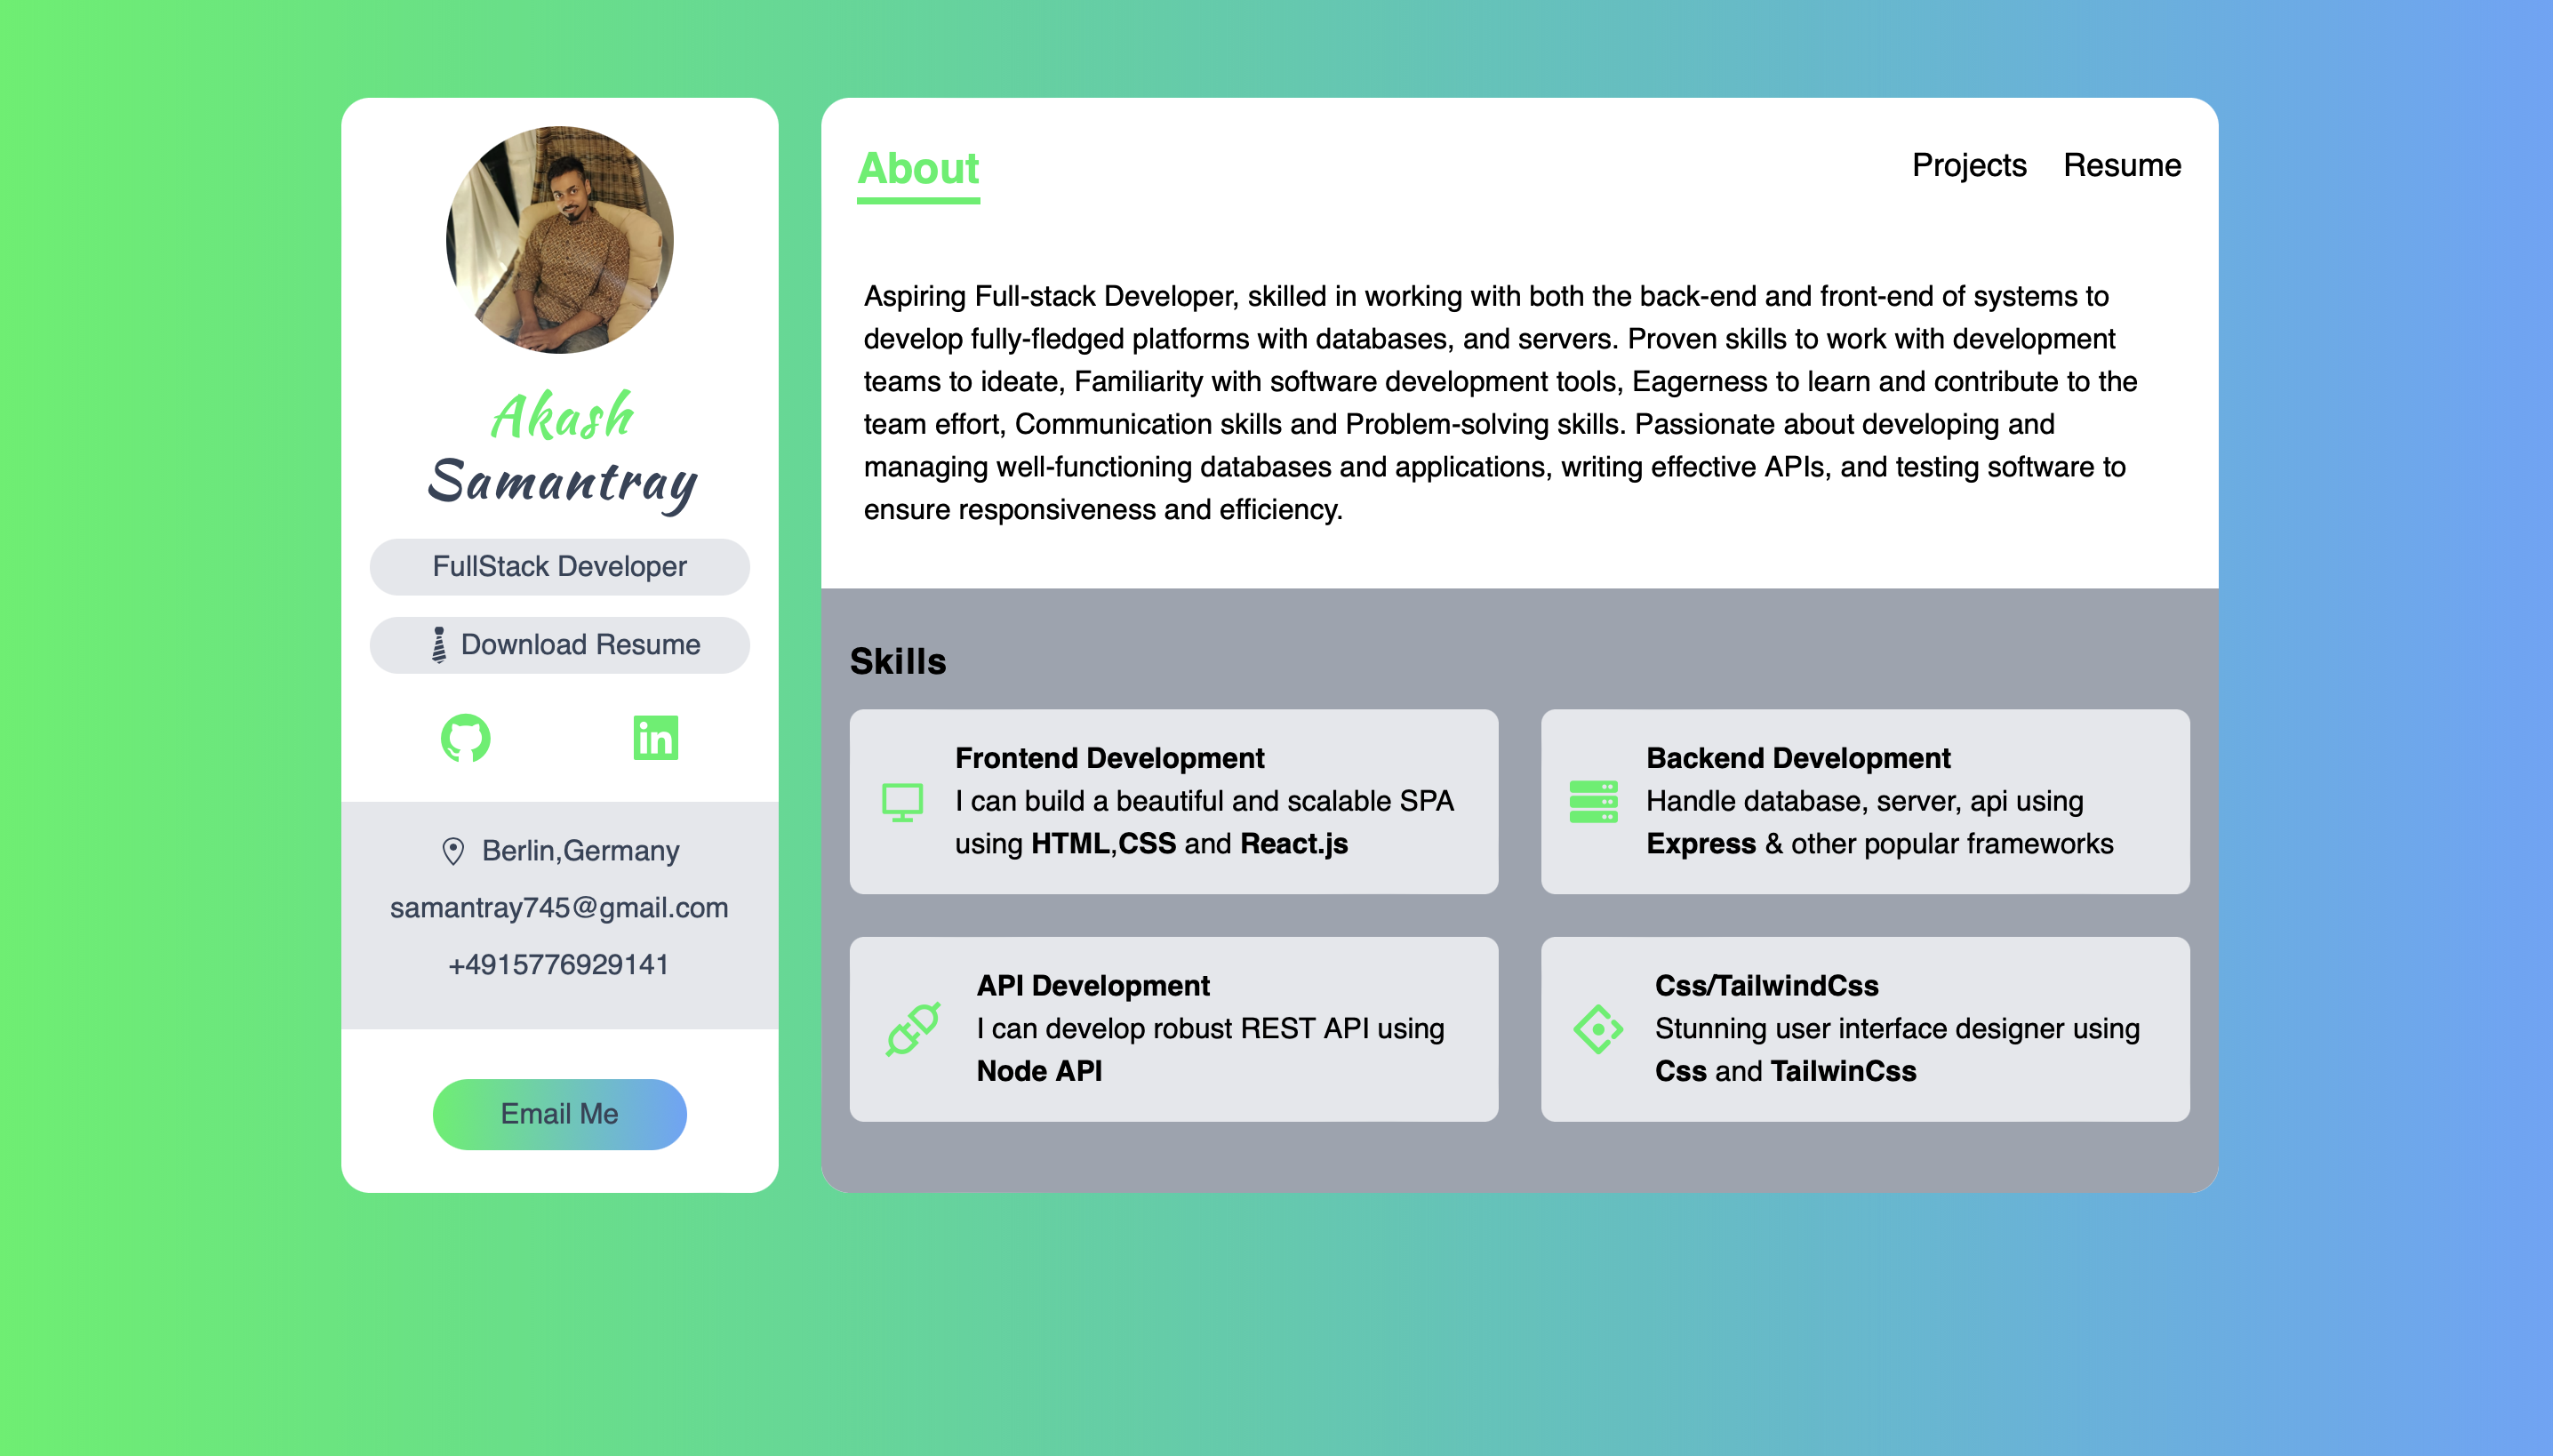 Akash
Samantray
FullStack Developer
Download Resume
Berlin,Germany
samantray745@gmail.com
+4915776929141
Email Me
About
Projects Resume
Aspiring Full-stack Developer, skilled in working with both the back-end and front-end of systems to
develop fully-fledged platforms with databases, and servers. Proven skills to work with development
teams to ideate, Familiarity with software development tools, Eagerness to learn and contribute to the
team effort, Communication skills and Problem-solving skills. Passionate about developing and
managing well-functioning databases and applications, writing effective APIs, and testing software to
ensure responsiveness and efficiency.
Skills
Frontend Development
I can build a beautiful and scalable SPA
using HTML,CSS and React.js
Backend Development
Handle database, server, api using
Express & other popular frameworks
API Development
I can develop robust REST API using
Node API
Css/TailwindCss
Stunning user interface designer using
Css and TailwinCss